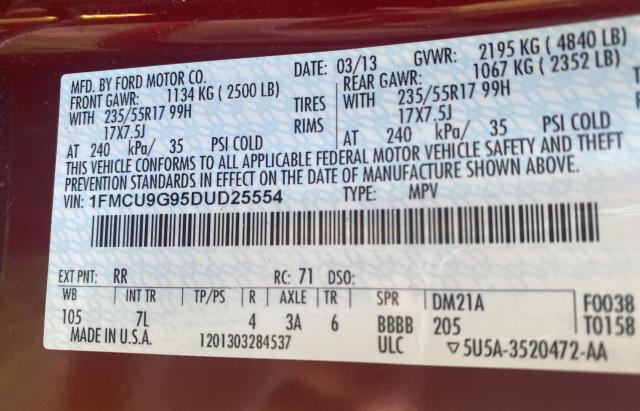 MFD. BY FORD MOTOR CO.
DATE: 03/13 GVWR: 2195 KG ( 4840 LB)
FRONT GAWR: 1134 KG ( 2500 LB) REAR GAWR: 1067 KG ( 2352 LB)
WITH 235/55R17 99H TIRES WITH 235/55R17 99H TIRES
17X7.5J RIMS 17X7.5J RIMS
AT 240 kPa/ 35 PSI COLD AT 240 kPa/ 35 PSI COLD
THIS VEHICLE CONFORMS TO ALL APPLICABLE FEDERAL MOTOR VEHICLE SAFETY AND THEFT
PREVENTION STANDARDS IN EFFECT ON THE DATE OF MANUFACTURE SHOWN ABOVE.
VIN: 1FMCU9G95DUD25554 TYPE: MPV
EXT PNT: RR RC: 71 DSO:
WB INT TR TP/PS R AXLE TR SPR DM21A F0038
105 7L 4 3A 6 BBBB 205 T0158
MADE IN U.S.A. 1201303284537 ULC ▽5U5A-3520472-AA